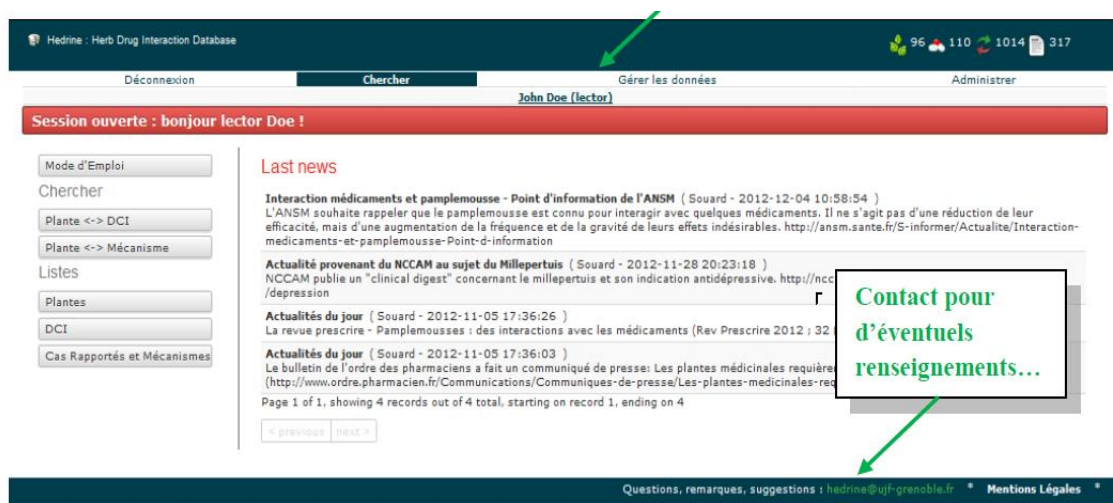 Hedrine : Herb Drug Interaction Database
96 110 1014 317
Déconnexion Chercher Gérer les données Administrer
John Doe (lector)
Session ouverte : bonjour lector Doe !
Mode d'Emploi
Chercher
Plante <-> DCI
Plante <-> Mécanisme
Listes
Plantes
DCI
Cas Rapportés et Mécanismes
Last news
Interaction médicaments et pamplemousse - Point d'information de l'ANSM ( Souard - 2012-12-04 10:58:54 )
L'ANSM souhaite rappeler que le pamplemousse est connu pour interagir avec quelques médicaments. Il ne s'agit pas d'une réduction de leur
efficacité, mais d'une augmentation de la fréquence et de la gravité de leurs effets indésirables. http://ansm.sante.fr/S-informer/Actualite/Interaction-
medicaments-et-pamplemousse-Point-d-information
Actualité provenant du NCCAM au sujet du Millepertuis ( Souard - 2012-11-28 20:23:18 )
NCCAM publie un "clinical digest" concernant le millepertuis et son indication antidépressive. http://ncc
/depression
Actualités du jour ( Souard - 2012-11-05 17:36:26 )
La revue prescrire - Pamplemousses : des interactions avec les médicaments (Rev Prescrire 2012 ; 32
Actualités du jour ( Souard - 2012-11-05 17:36:03 )
Le bulletin de l'ordre des pharmaciens a fait un communiqué de presse: Les plantes médicinales requière
(http://www.ordre.pharmacien.fr/Communications/Communiques-de-presse/Les-plantes-medicinales-req
Page 1 of 1, showing 4 records out of 4 total, starting on record 1, ending on 4
< previous next >
Contact pour
d'éventuels
renseignements…
Questions, remarques, suggestions : hedrine@ujf-grenoble.fr * Mentions Légales *